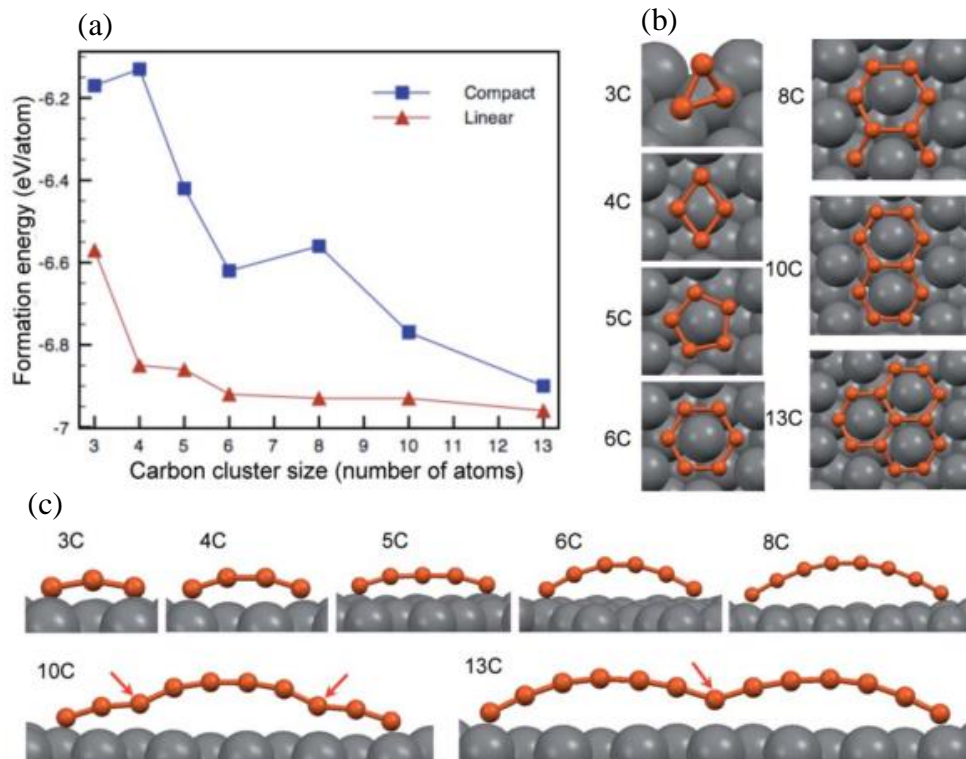 (a)
Formation energy (eV/atom)
-6.2
-6.4
-6.6
-6.8
-7
Compact
Linear
3 4 5 6 7 8 9 10 11 12 13
Carbon cluster size (number of atoms)
(b)
3C
4C
5C
6C
8C
10C
13C
(c)
3C 4C 5C 6C 8C
10C 13C